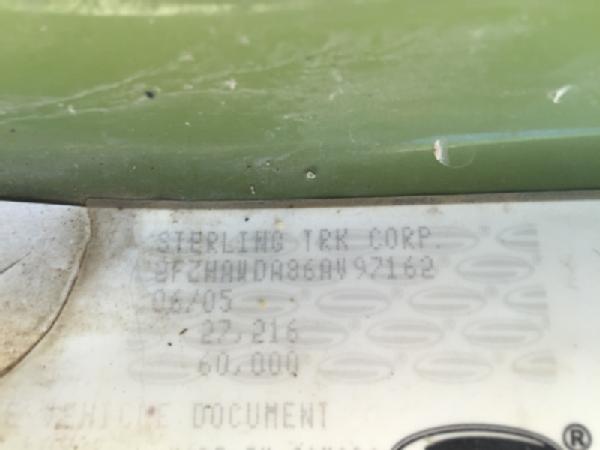 STERLING TRK CORP.
2FZHAWDA86AV97162
06/05
27,216
60,000
VEHICLE DOCUMENT
®